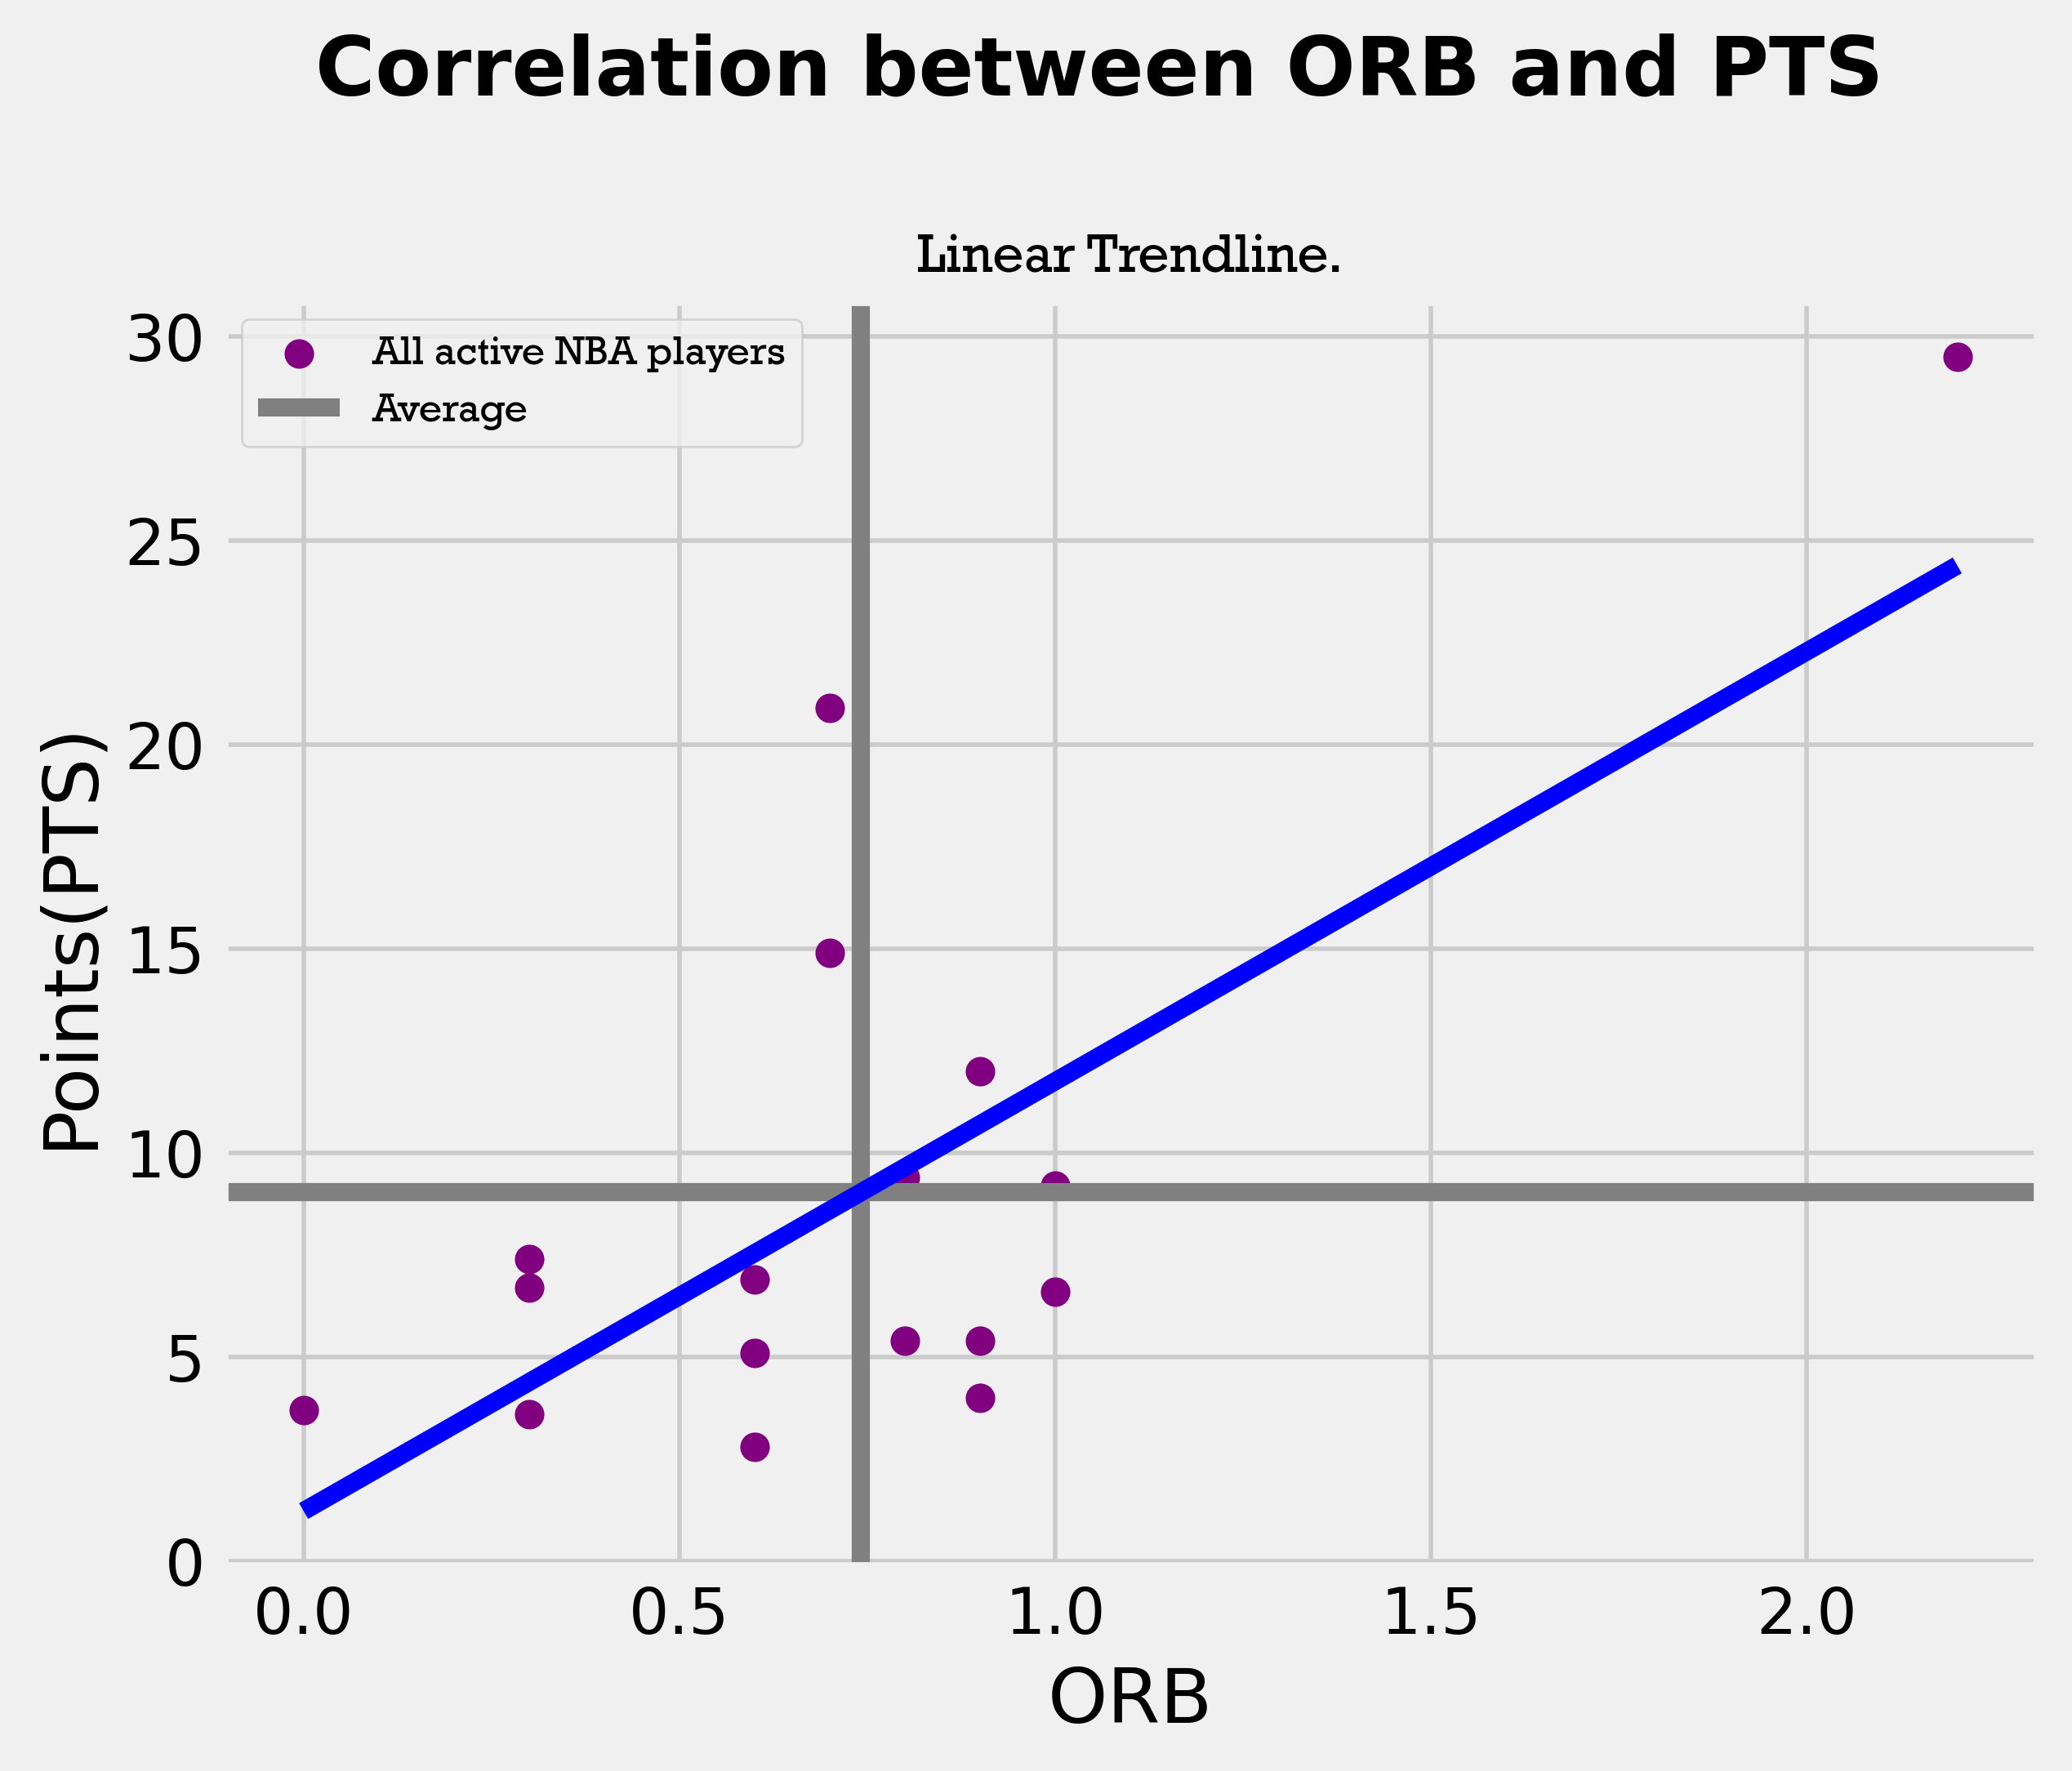 Correlation between ORB and PTS
Linear Trendline.
All active NBA players
Average
30
25
20
15
10
5
0
Points(PTS)
0.0 0.5 1.0 1.5 2.0
ORB